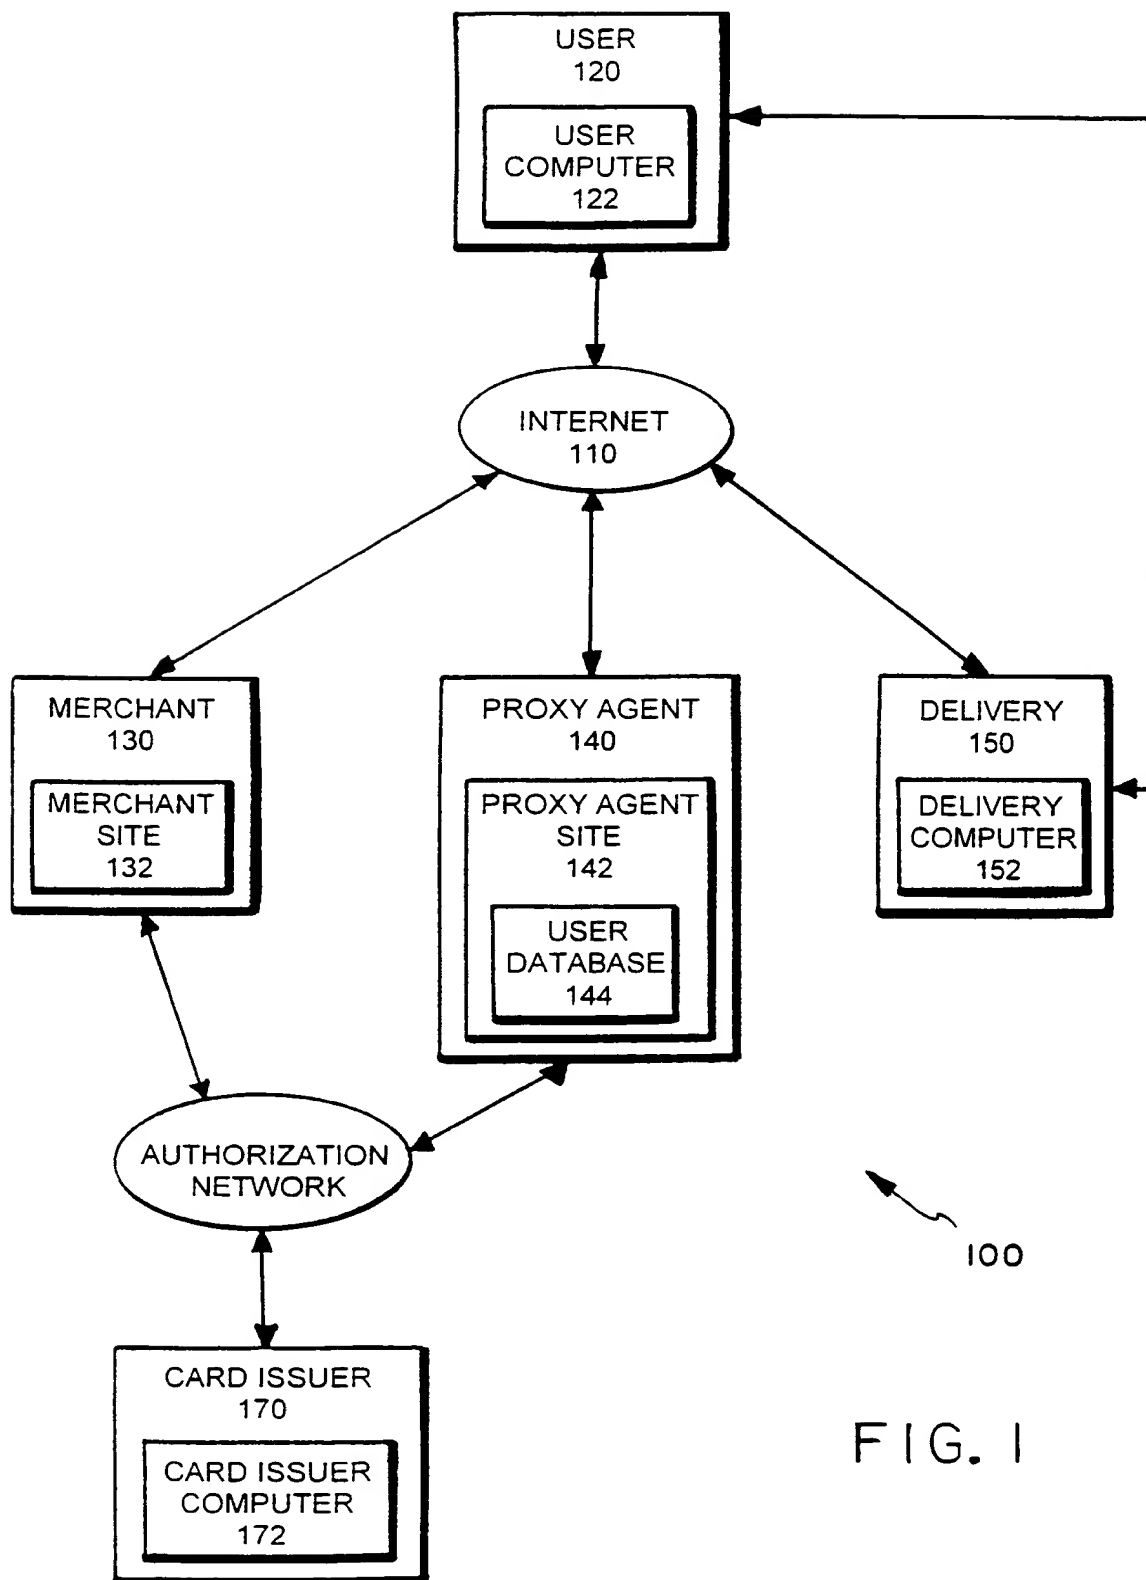 USER
120
USER
COMPUTER
122
INTERNET
110
MERCHANT
130
MERCHANT
SITE
132
PROXY AGENT
140
PROXY AGENT
SITE
142
USER
DATABASE
144
DELIVERY
150
DELIVERY
COMPUTER
152
AUTHORIZATION
NETWORK
100
CARD ISSUER
170
CARD ISSUER
COMPUTER
172
FIG. 1